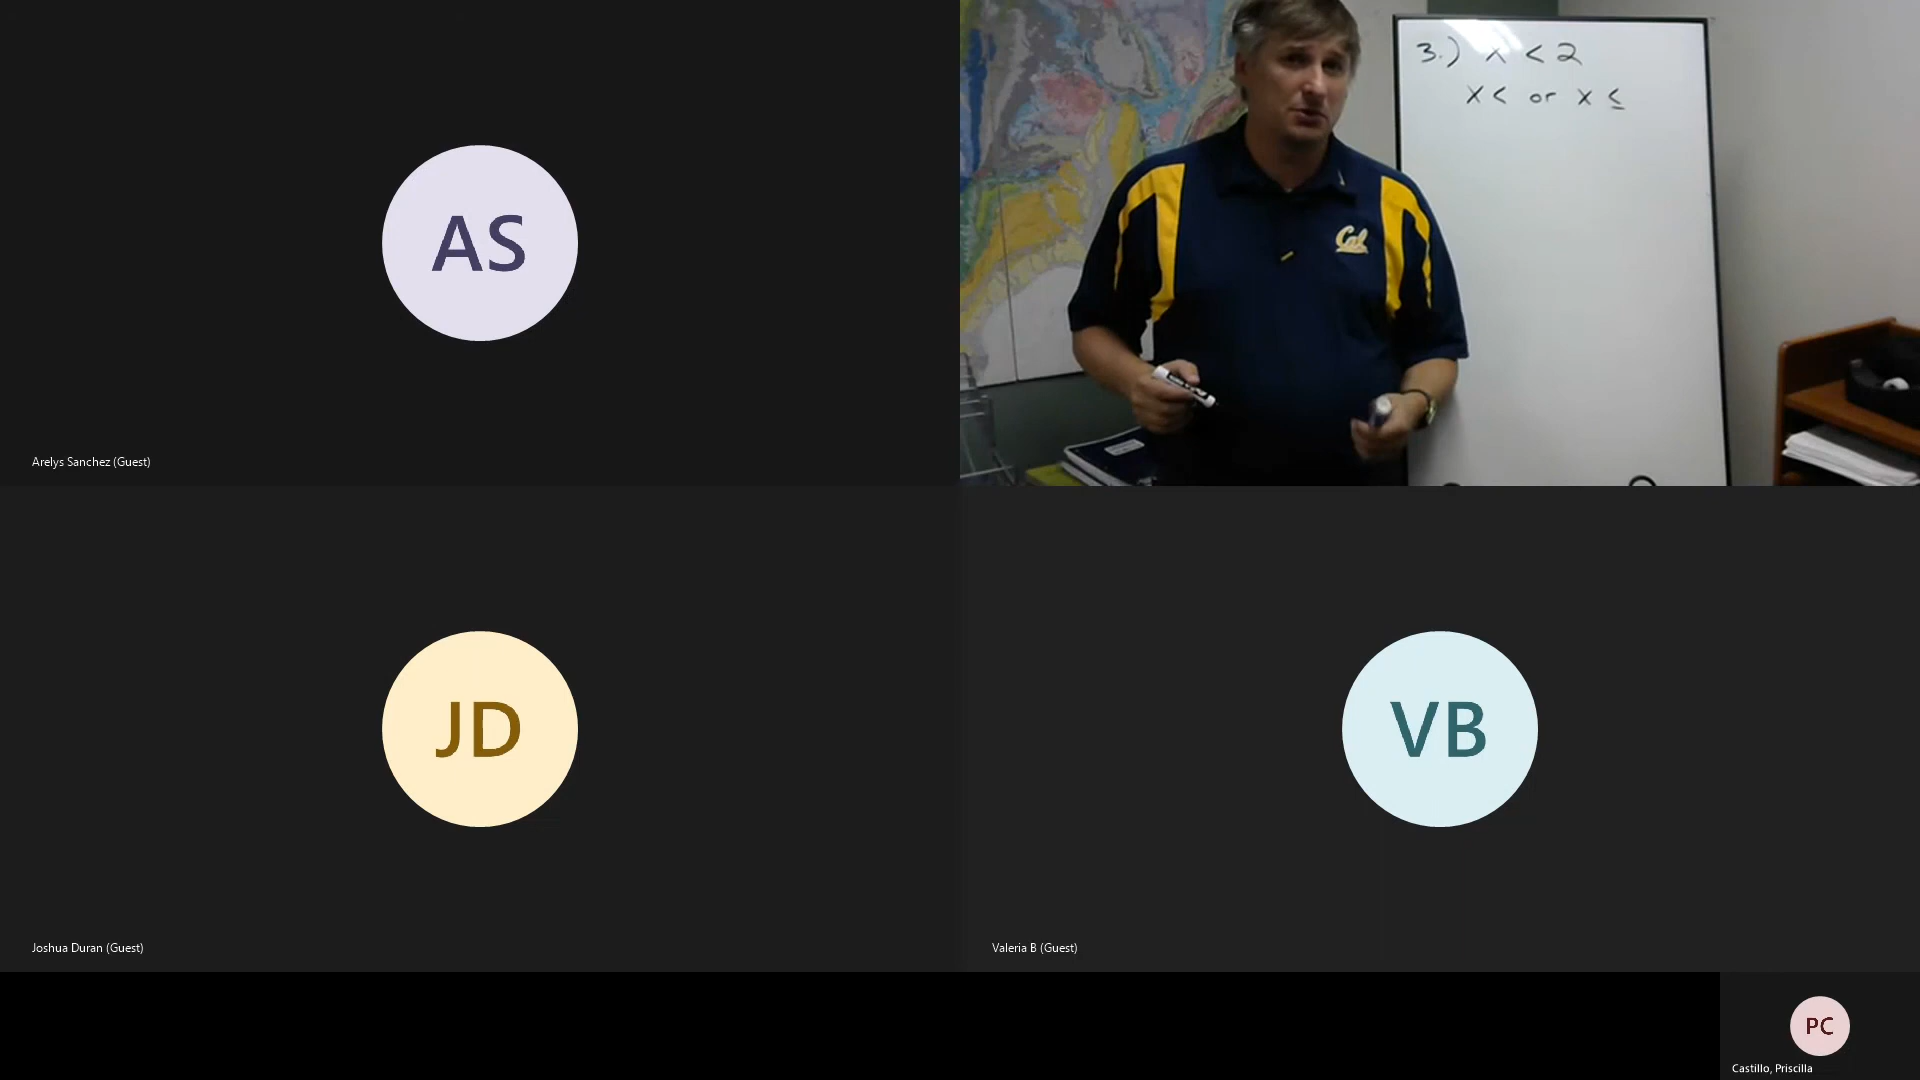 AS
Arelys Sanchez (Guest)
3.) x < 2
x < or x ≤
Cal
JD
Joshua Duran (Guest)
VB
Valeria B (Guest)
PC
Castillo, Priscilla